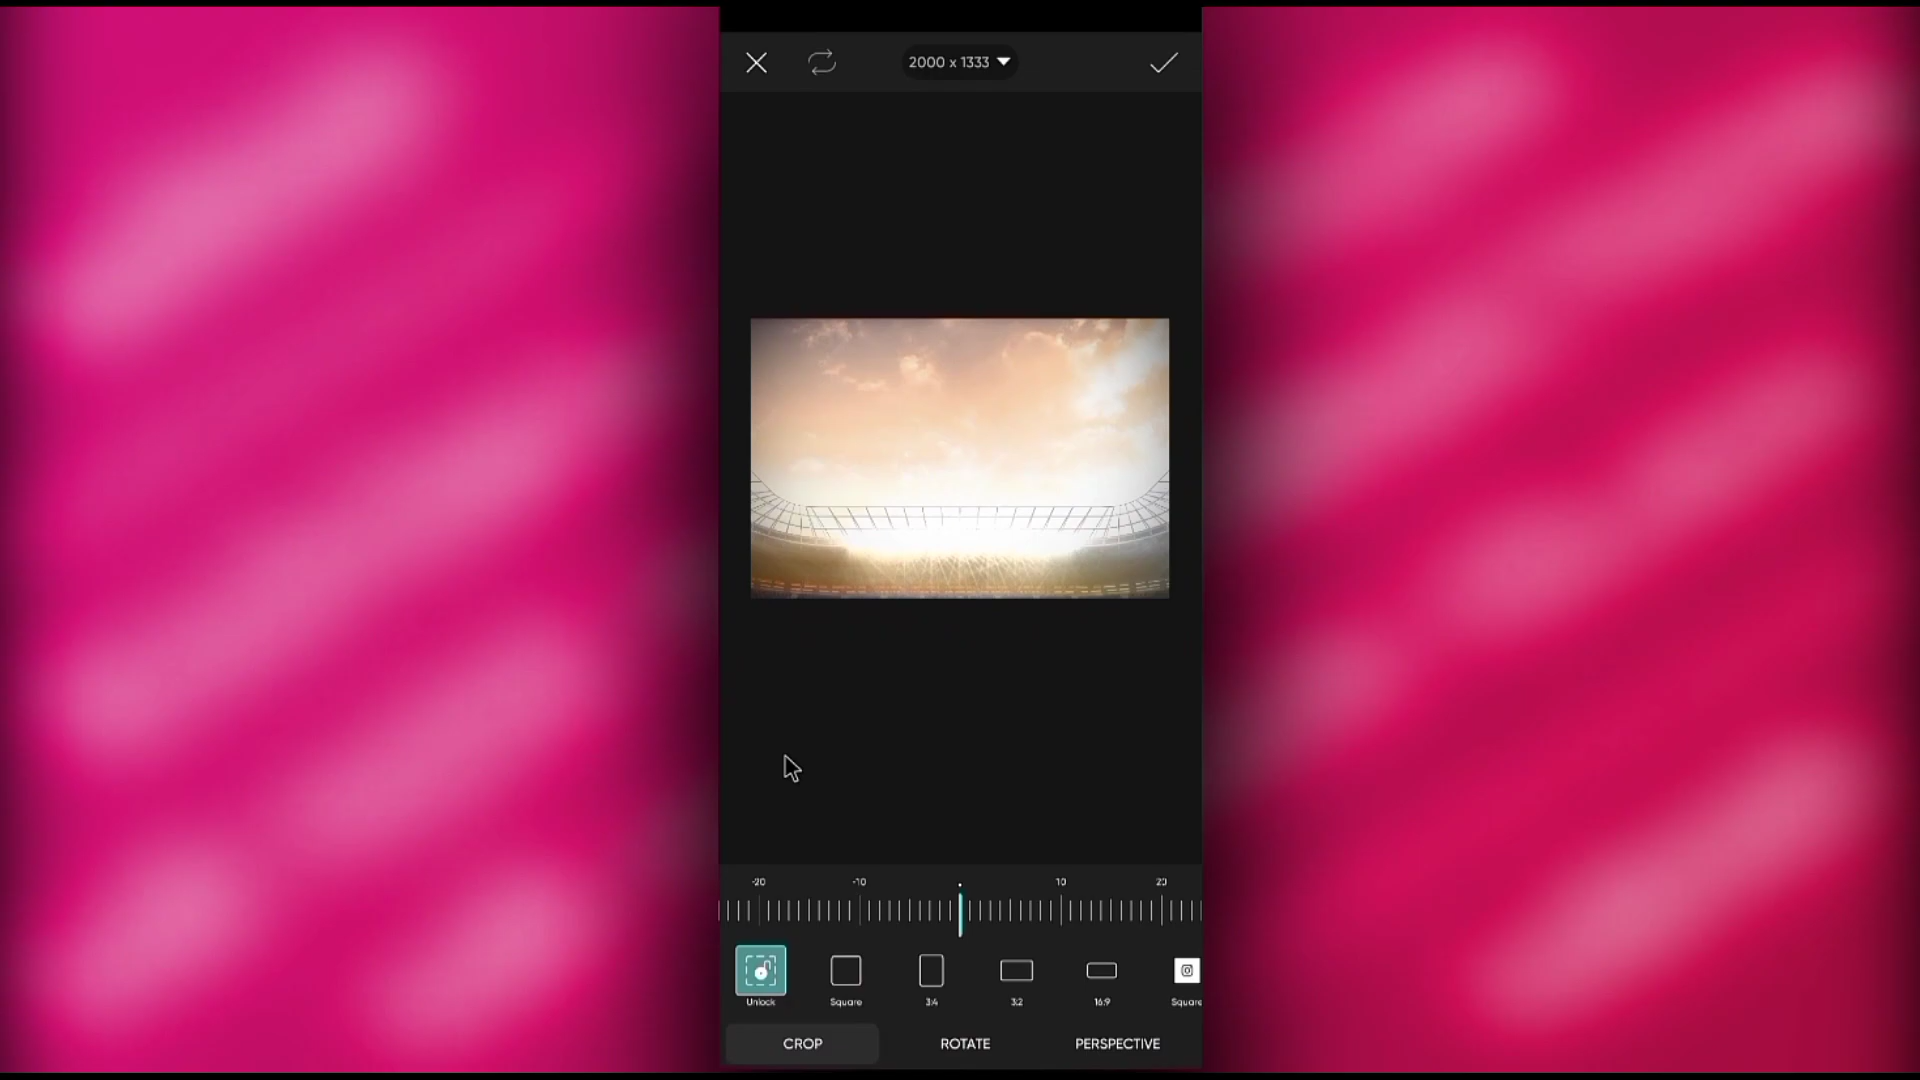 2000 x 1333
-20 -10 10 20
Unlock Square 3:4 3:2 16:9 Square
CROP ROTATE PERSPECTIVE